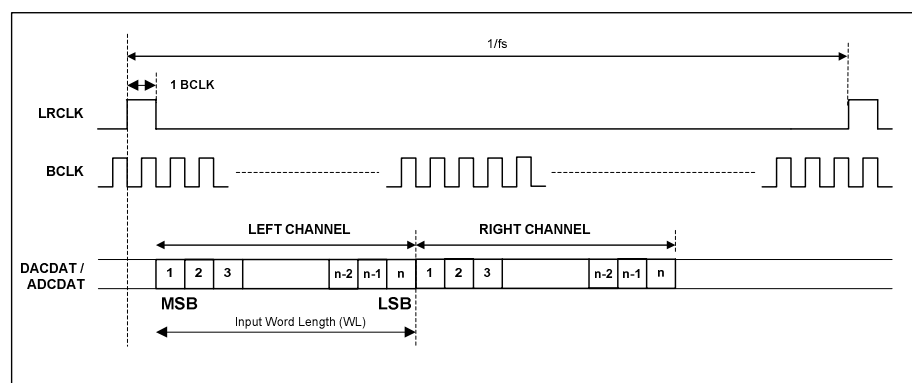 1/fs
1 BCLK
LRCLK
BCLK
LEFT CHANNEL
RIGHT CHANNEL
DACDAT /
ADCDAT
1 2 3 n-2 n-1 n 1 2 3 n-2 n-1 n
MSB
LSB
Input Word Length (WL)